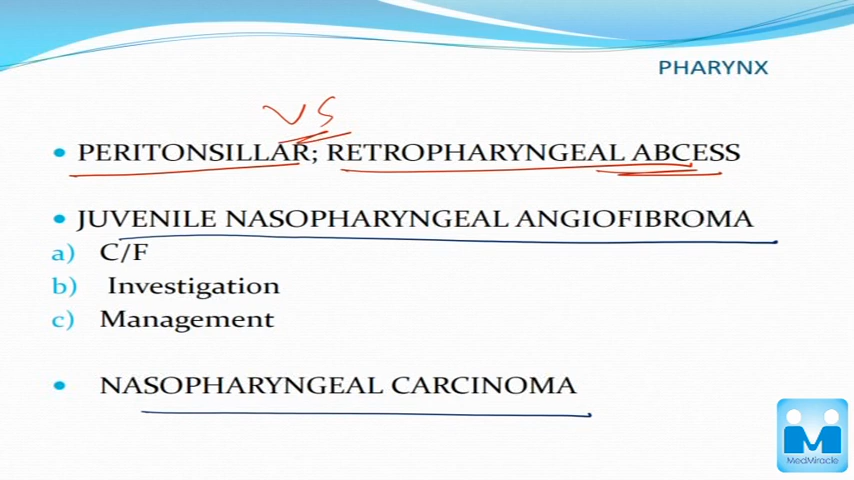 PHARYNX
VS
• PERITONSILLAR; RETROPHARYNGEAL ABCESS
• JUVENILE NASOPHARYNGEAL ANGIOFIBROMA
a) C/F
b) Investigation
c) Management
• NASOPHARYNGEAL CARCINOMA
MedMiracle